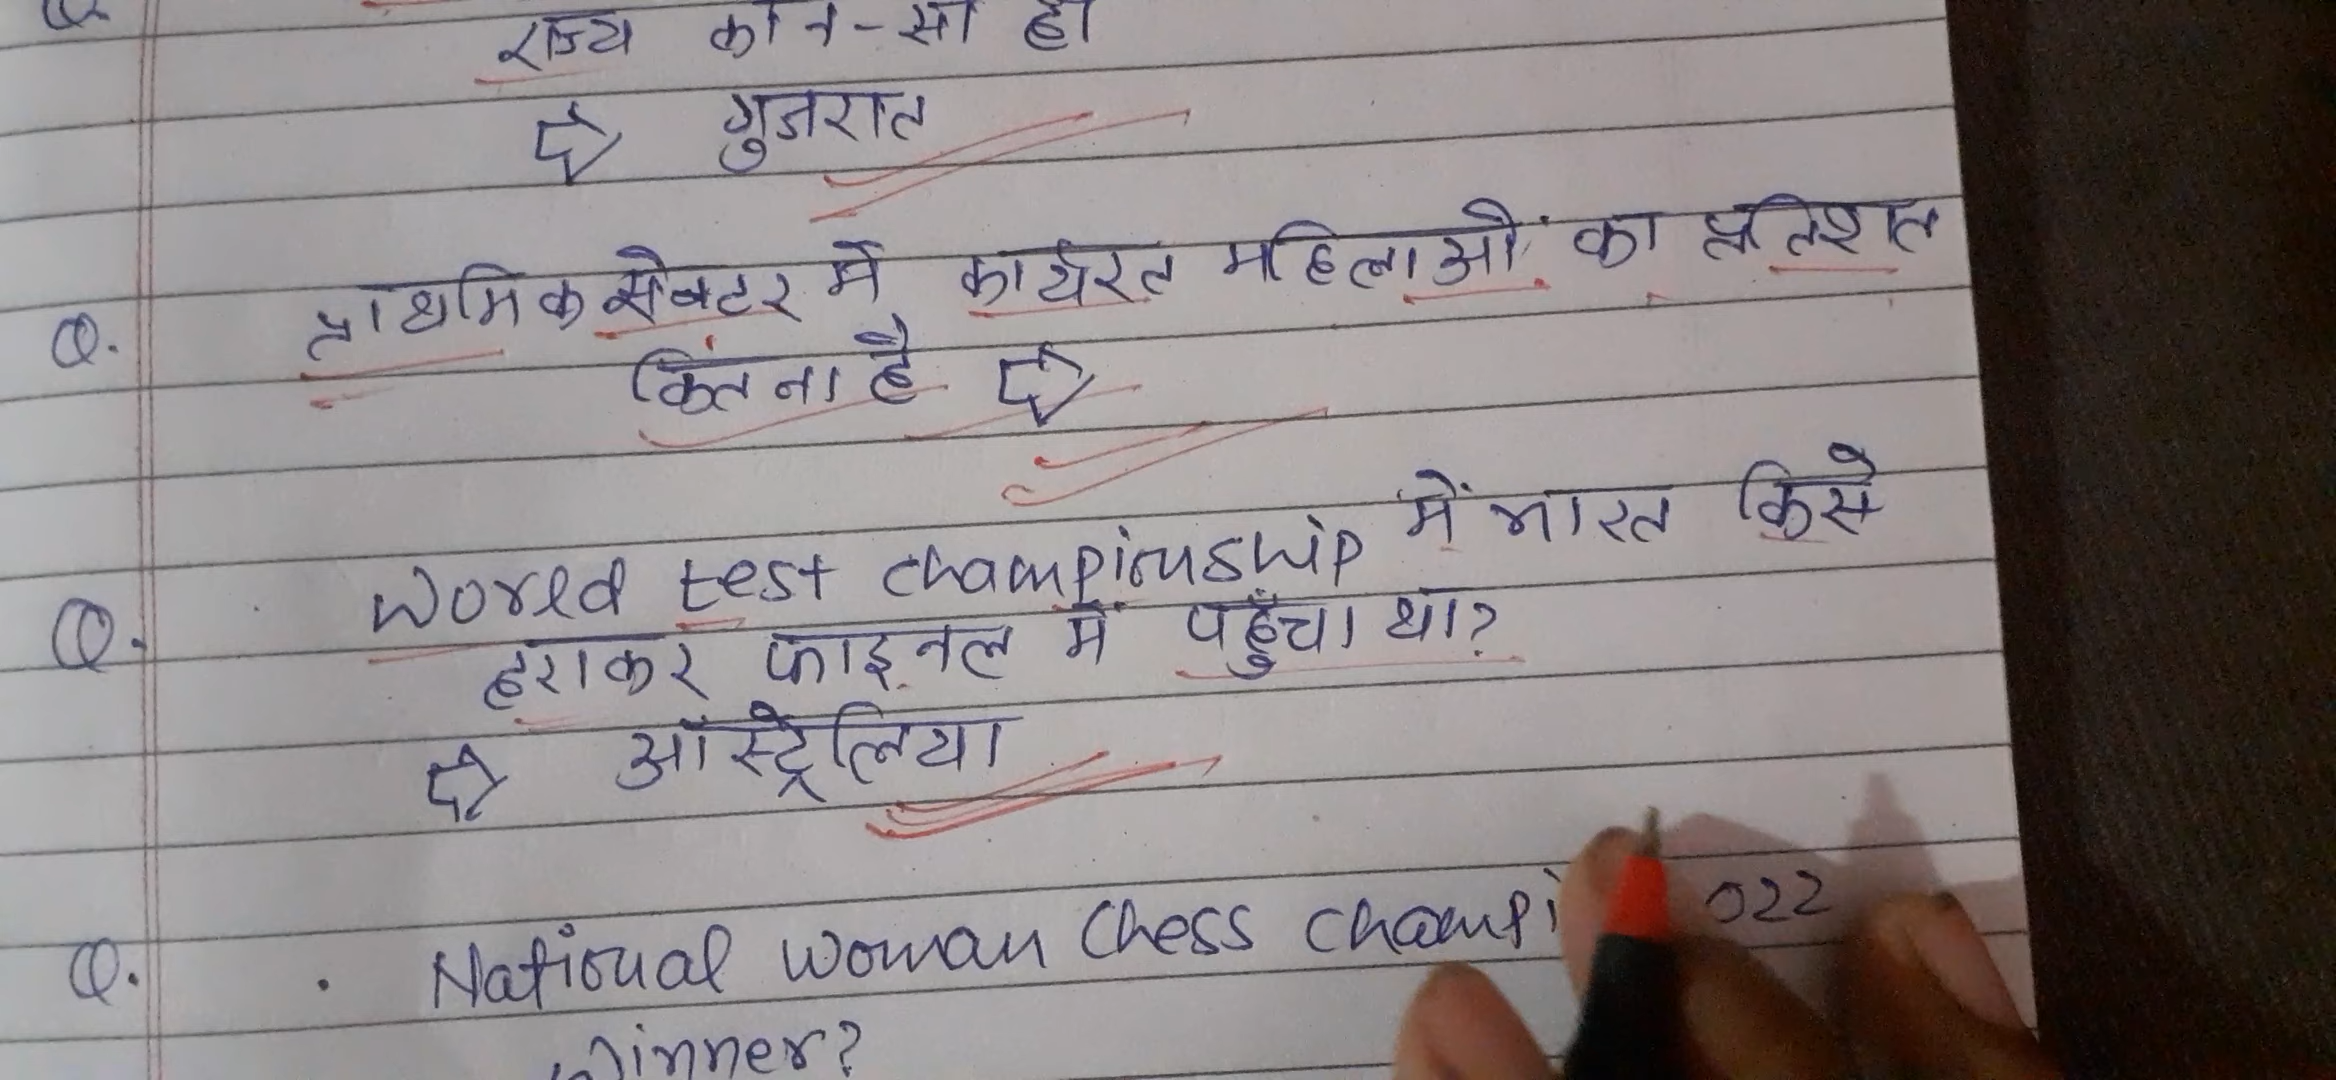 राज्य कौन-सा है
गुजरात
Q. प्राथमिक सेक्टर में कार्यरत महिलाओं का प्रतिशत
कितना है
Q. World test championship में भारत किसे
हराकर फाइनल में पहुँचा था?
ऑस्ट्रेलिया
Q. National woman Chess champi 022
winner?